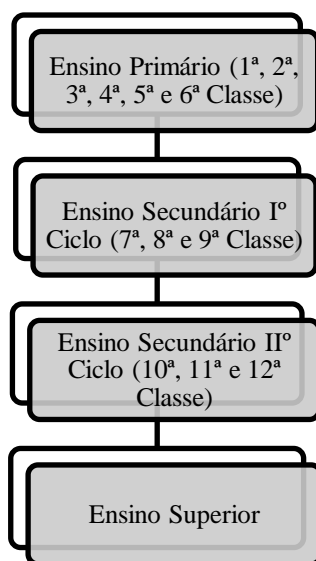 Ensino Primário (1ª, 2ª,
3ª, 4ª, 5ª e 6ª Classe)
Ensino Secundário Iº
Ciclo (7ª, 8ª e 9ª Classe)
Ensino Secundário IIº
Ciclo (10ª, 11ª e 12ª
Classe)
Ensino Superior